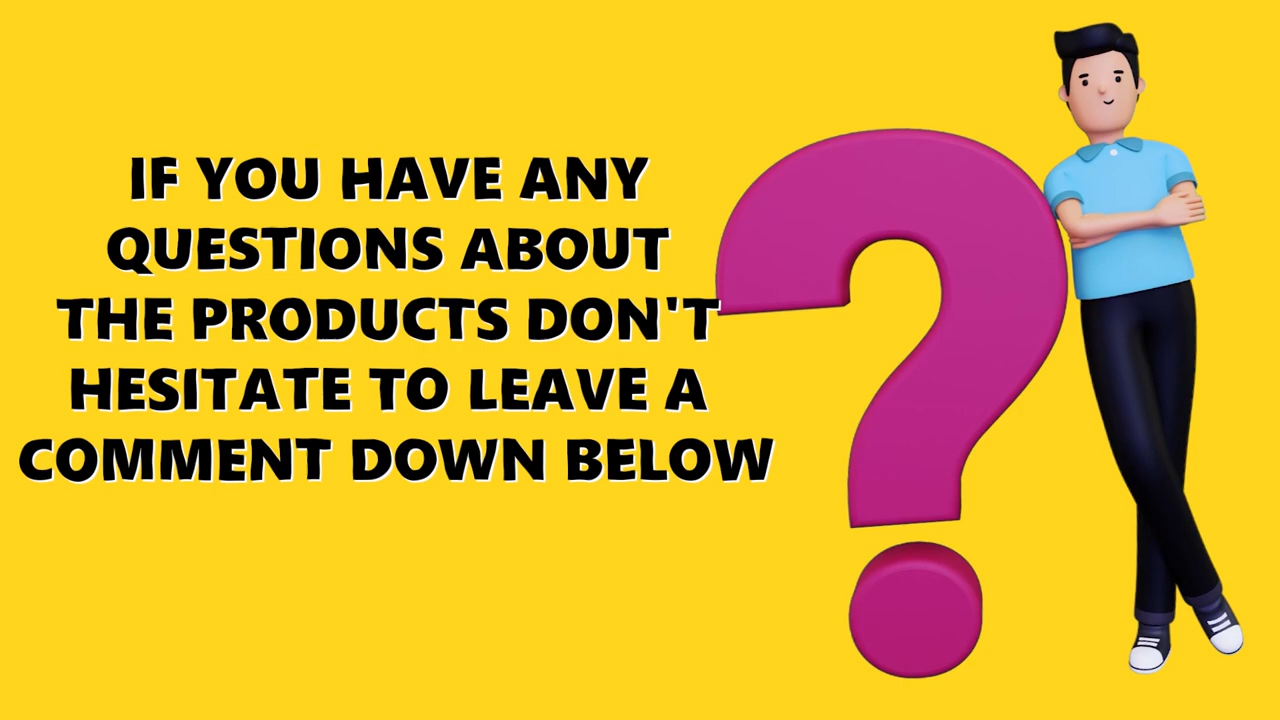 IF YOU HAVE ANY
QUESTIONS ABOUT
THE PRODUCTS DON'T
HESITATE TO LEAVE A
COMMENT DOWN BELOW